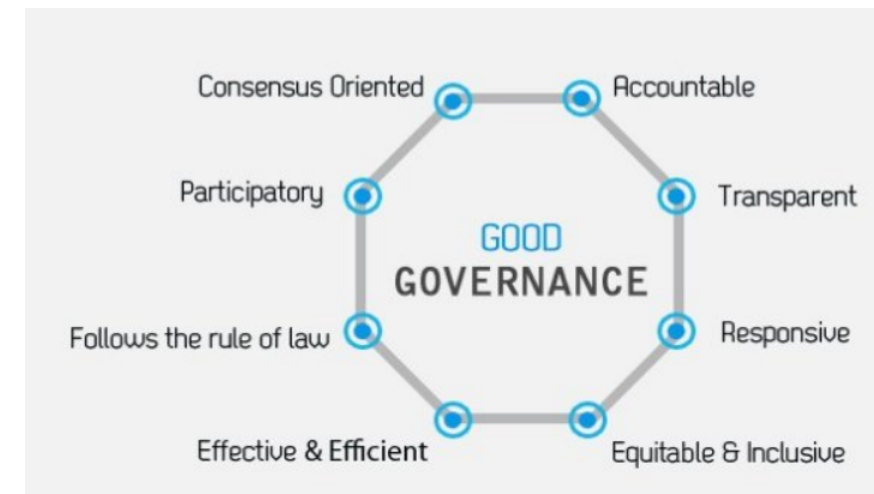 Consensus Oriented
Accountable
Participatory
Transparent
GOOD
GOVERNANCE
Follows the rule of law
Responsive
Effective & Efficient
Equitable & Inclusive